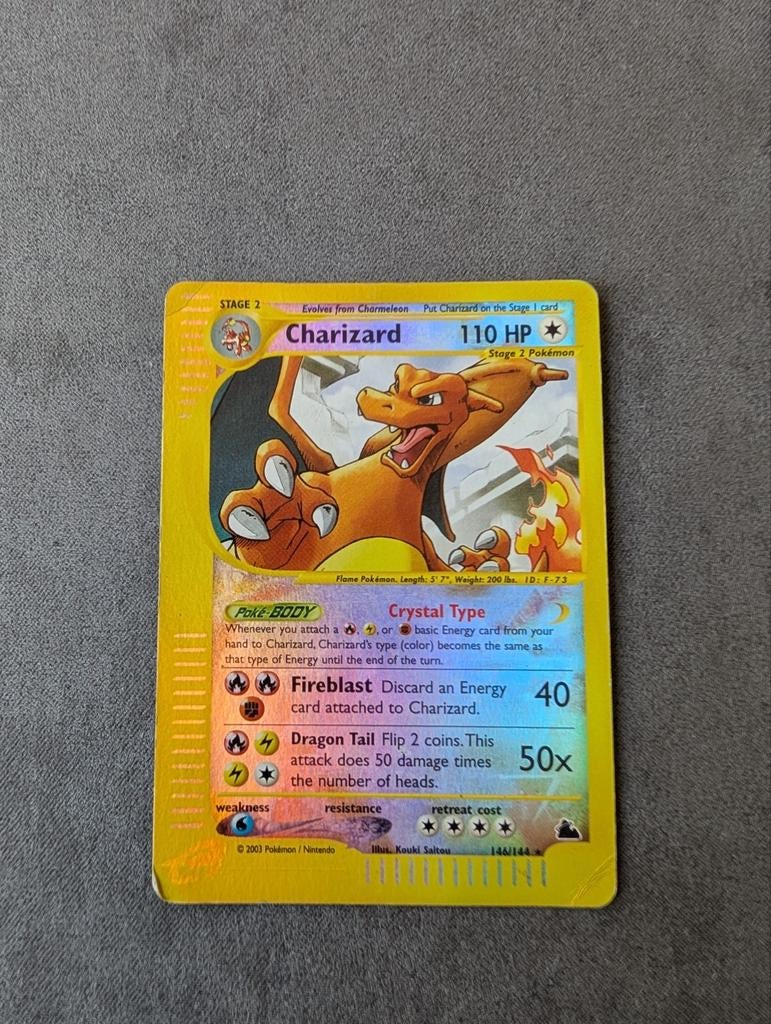 STAGE 2
Evolves from Charmeleon Put Charizard on the Stage 1 card
Charizard 110 HP
Stage 2 Pokémon
Flame Pokémon. Length: 5' 7", Weight: 200 lbs. ID: F-73
Poké-BODY Crystal Type
Whenever you attach a , , or basic Energy card from your
hand to Charizard, Charizard's type (color) becomes the same as
that type of Energy until the end of the turn.
Fireblast Discard an Energy 40
card attached to Charizard.
Dragon Tail Flip 2 coins. This
attack does 50 damage times 50x
the number of heads.
weakness resistance retreat cost
© 2003 Pokémon / Nintendo Illus. Kouki Saitou 146/144 ★